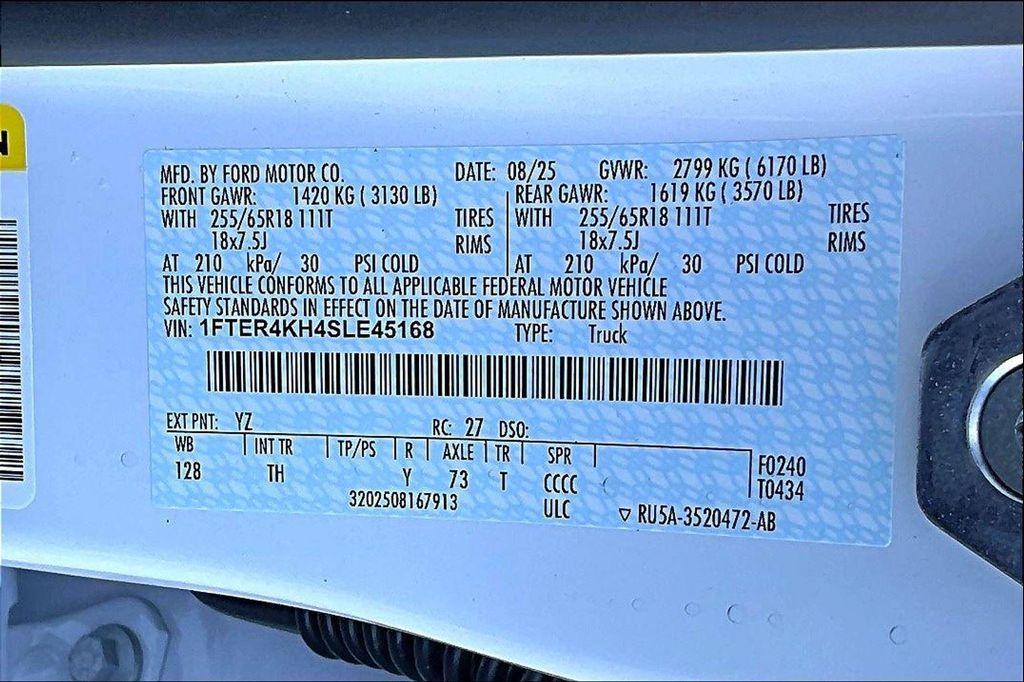 MFD. BY FORD MOTOR CO. DATE: 08/25 GVWR: 2799 KG ( 6170 LB)
FRONT GAWR: 1420 KG ( 3130 LB) REAR GAWR: 1619 KG ( 3570 LB)
WITH 255/65R18 111T TIRES WITH 255/65R18 111T TIRES
18x7.5J RIMS 18x7.5J RIMS
AT 210 kPa/ 30 PSI COLD AT 210 kPa/ 30 PSI COLD
THIS VEHICLE CONFORMS TO ALL APPLICABLE FEDERAL MOTOR VEHICLE
SAFETY STANDARDS IN EFFECT ON THE DATE OF MANUFACTURE SHOWN ABOVE.
VIN: 1FTER4KH4SLE45168 TYPE: Truck
EXT PNT: YZ RC: 27 DSO:
WB INT TR TP/PS R AXLE TR SPR F0240
128 TH Y 73 T CCCC T0434
3202508167913 ULC ▽ RU5A-3520472-AB